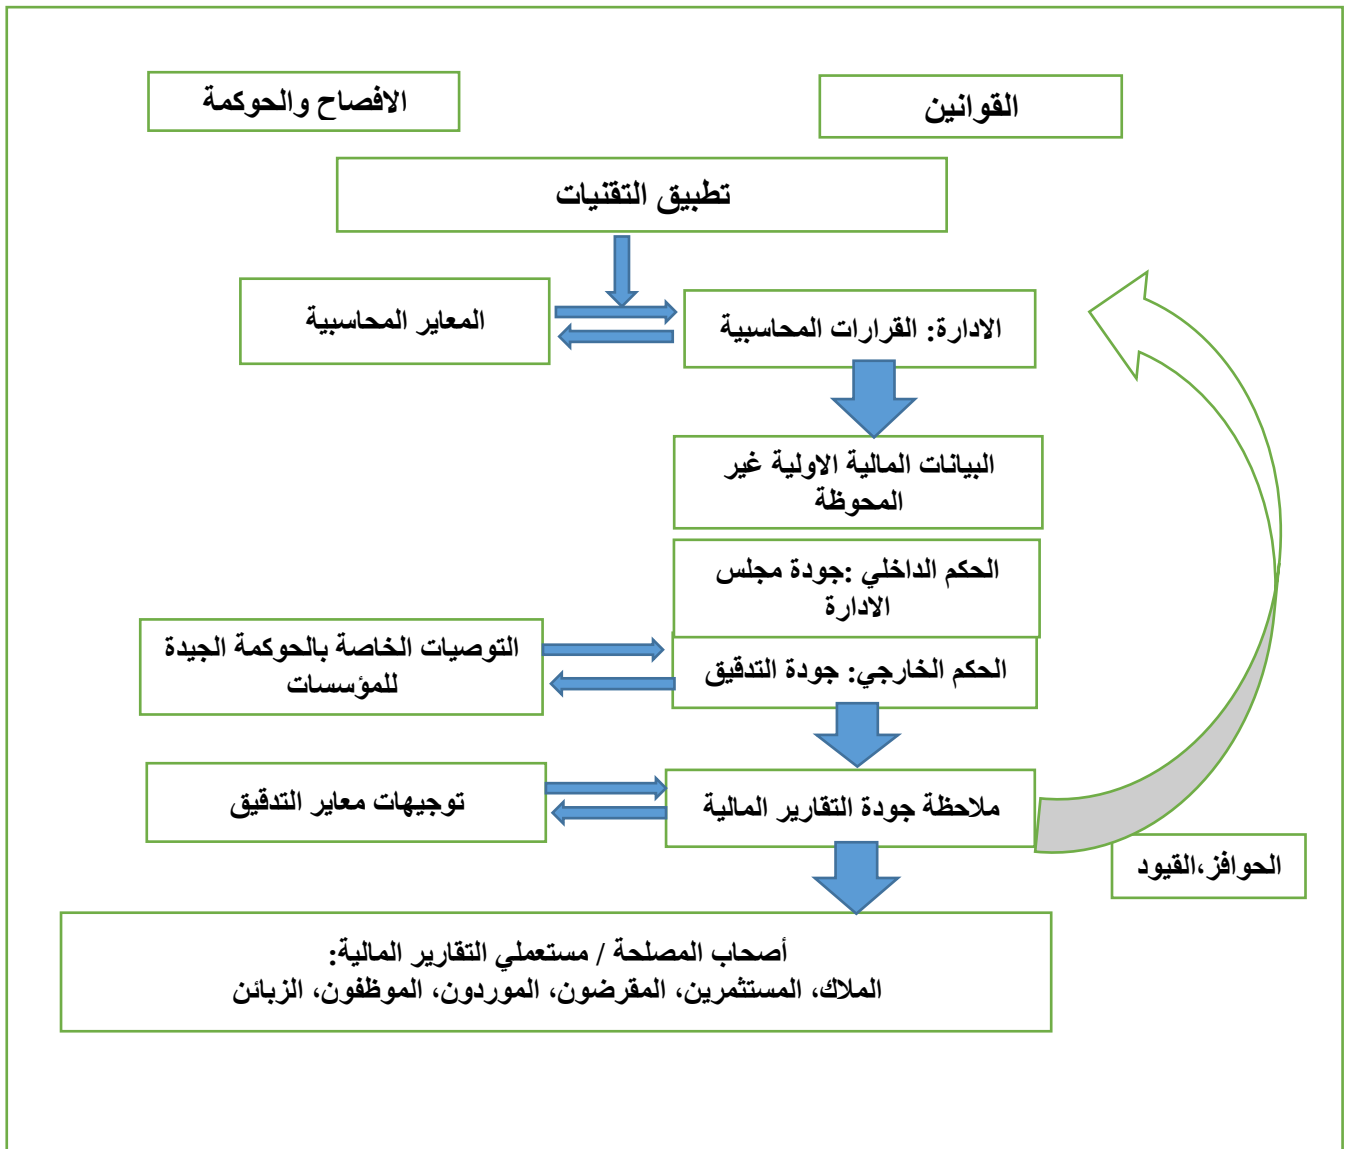 القوانين
الافصاح والحوكمة
تطبيق التقنيات
المعاير المحاسبية
الادارة: القرارات المحاسبية
البيانات المالية الاولية غير
المحوظة
الحكم الداخلي :جودة مجلس
الادارة
التوصيات الخاصة بالحوكمة الجيدة
للمؤسسات
الحكم الخارجي: جودة التدقيق
توجيهات معاير التدقيق
ملاحظة جودة التقارير المالية
الحوافز،القيود
أصحاب المصلحة / مستعملي التقارير المالية:
الملاك، المستثمرين، المقرضون، الموردون، الموظفون، الزبائن